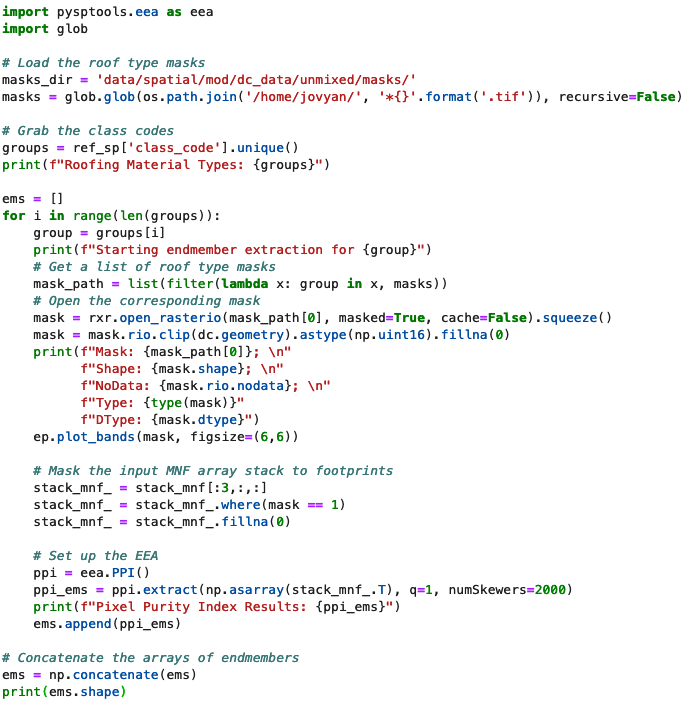 import pysptools.eea as eea
import glob

# Load the roof type masks
masks_dir = 'data/spatial/mod/dc_data/unmixed/masks/'
masks = glob.glob(os.path.join('/home/jovyan/', '*{}'.format('.tif')), recursive=False)

# Grab the class codes
groups = ref_sp['class_code'].unique()
print(f"Roofing Material Types: {groups}")

ems = []
for i in range(len(groups)):
    group = groups[i]
    print(f"Starting endmember extraction for {group}")
    # Get a list of roof type masks
    mask_path = list(filter(lambda x: group in x, masks))
    # Open the corresponding mask
    mask = rxr.open_rasterio(mask_path[0], masked=True, cache=False).squeeze()
    mask = mask.rio.clip(dc.geometry).astype(np.uint16).fillna(0)
    print(f"Mask: {mask_path[0]}; \n"
          f"Shape: {mask.shape}; \n"
          f"NoData: {mask.rio.nodata}; \n"
          f"Type: {type(mask)}"
          f"DType: {mask.dtype}")
    ep.plot_bands(mask, figsize=(6,6))

    # Mask the input MNF array stack to footprints
    stack_mnf_ = stack_mnf[:3,:,:]
    stack_mnf_ = stack_mnf_.where(mask == 1)
    stack_mnf_ = stack_mnf_.fillna(0)

    # Set up the EEA
    ppi = eea.PPI()
    ppi_ems = ppi.extract(np.asarray(stack_mnf_.T), q=1, numSkewers=2000)
    print(f"Pixel Purity Index Results: {ppi_ems}")
    ems.append(ppi_ems)

# Concatenate the arrays of endmembers
ems = np.concatenate(ems)
print(ems.shape)